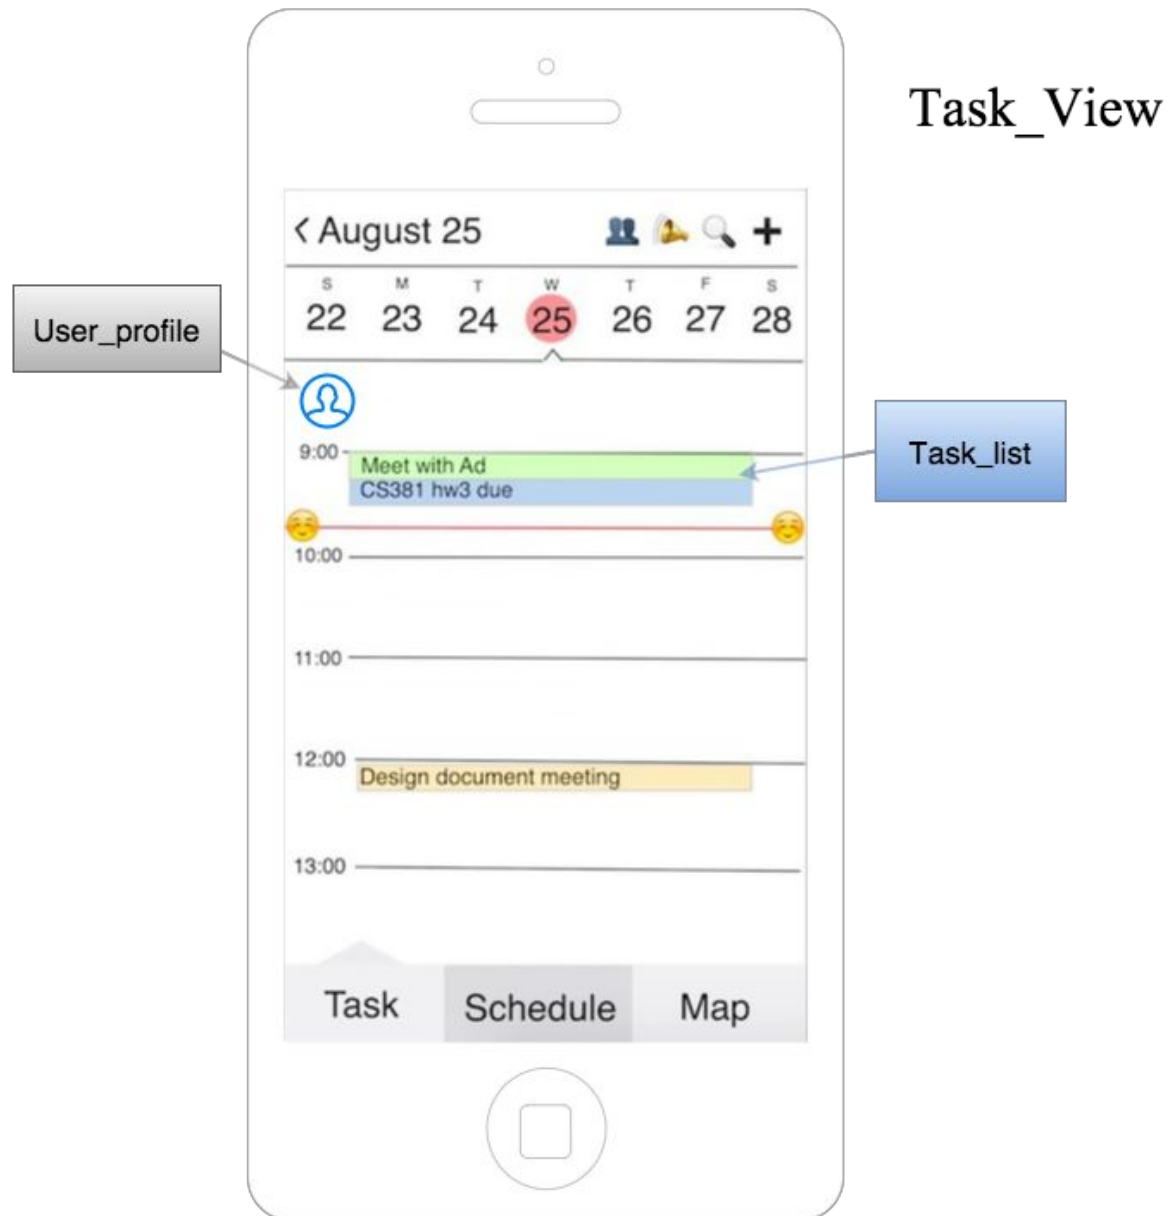 Task_View
< August 25 +
S M T W T F S
22 23 24 25 26 27 28
User_profile
9:00
Meet with Ad
CS381 hw3 due
Task_list
10:00
11:00
12:00
Design document meeting
13:00
Task Schedule Map